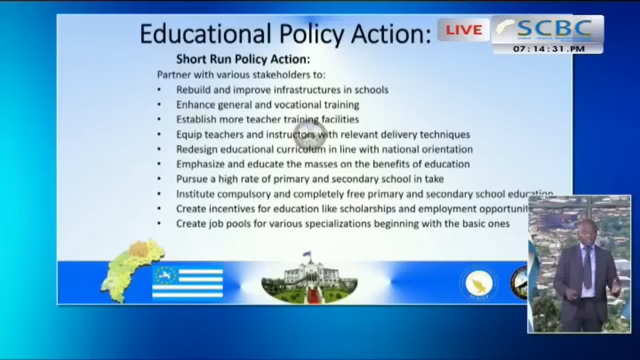 Educational Policy Action:
LIVE
SCBC
07:14:31 PM
Short Run Policy Action:
Partner with various stakeholders to:
• Rebuild and improve infrastructures in schools
• Enhance general and vocational training
• Establish more teacher training facilities
• Equip teachers and instructors with relevant delivery techniques
• Redesign educational curriculum in line with national orientation
• Emphasize and educate the masses on the benefits of education
• Pursue a high rate of primary and secondary school in take
• Institute compulsory and completely free primary and secondary school education
• Create incentives for education like scholarships and employment opportuni
• Create job pools for various specializations beginning with the basic ones